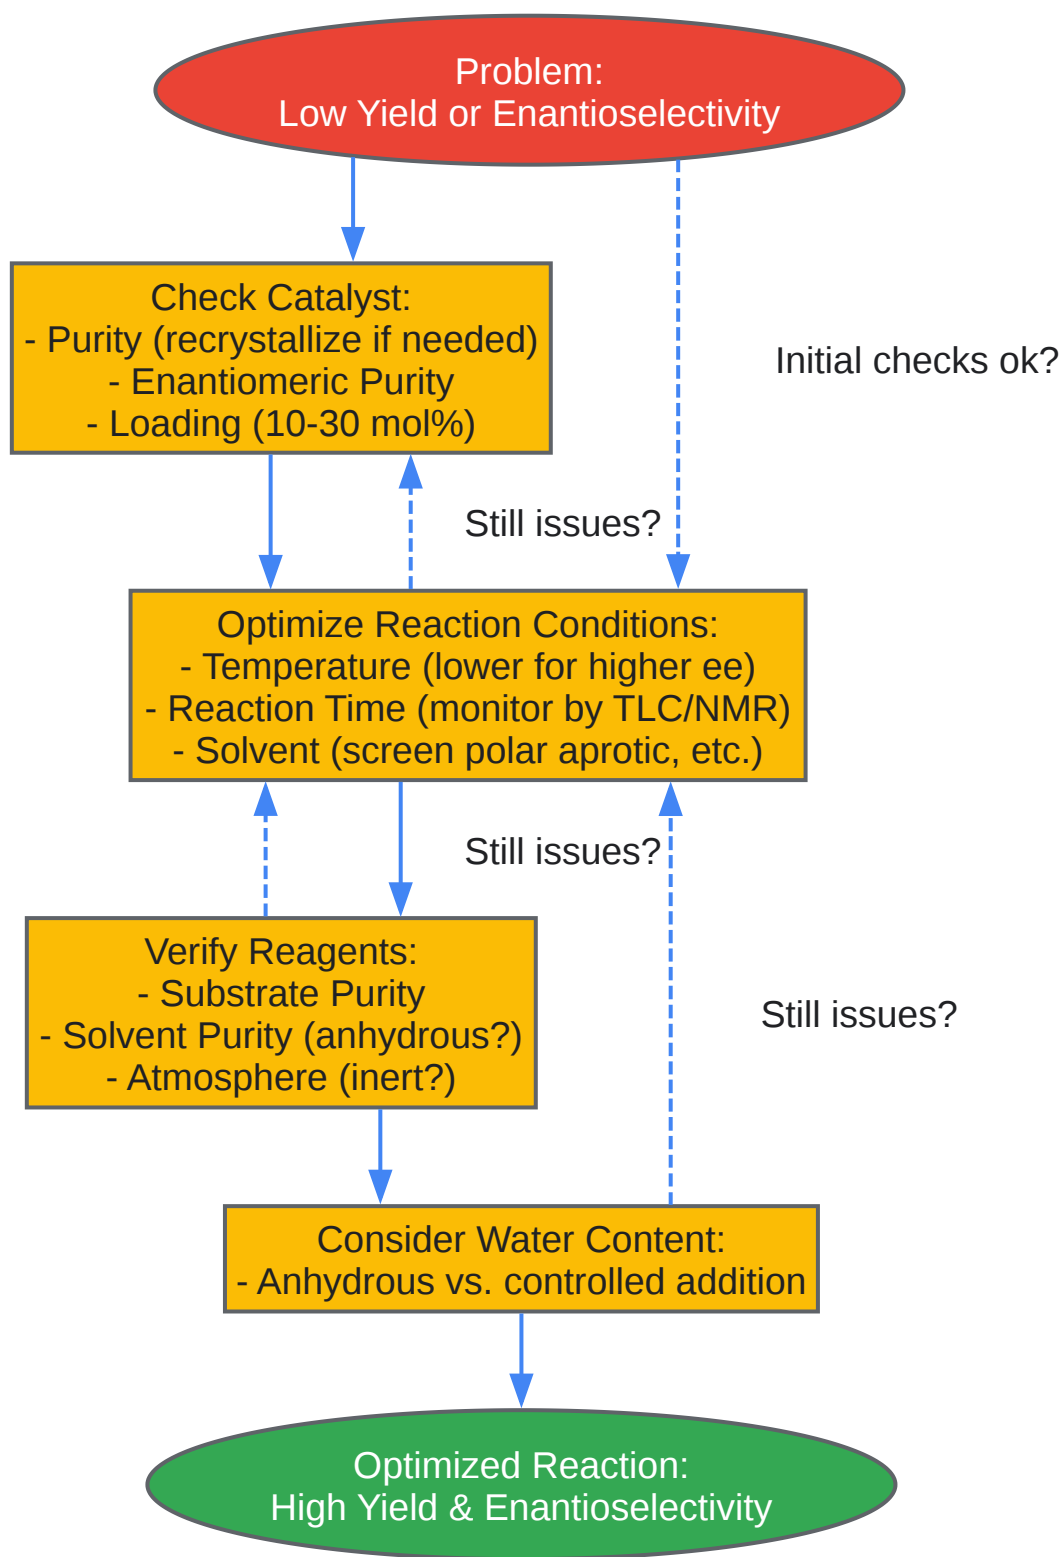 Problem:
Low Yield or Enantioselectivity
Check Catalyst:
- Purity (recrystallize if needed)
- Enantiomeric Purity
- Loading (10-30 mol%)
Initial checks ok?
Still issues?
Optimize Reaction Conditions:
- Temperature (lower for higher ee)
- Reaction Time (monitor by TLC/NMR)
- Solvent (screen polar aprotic, etc.)
Still issues?
Verify Reagents:
- Substrate Purity
- Solvent Purity (anhydrous?)
- Atmosphere (inert?)
Still issues?
Consider Water Content:
- Anhydrous vs. controlled addition
Optimized Reaction:
High Yield & Enantioselectivity